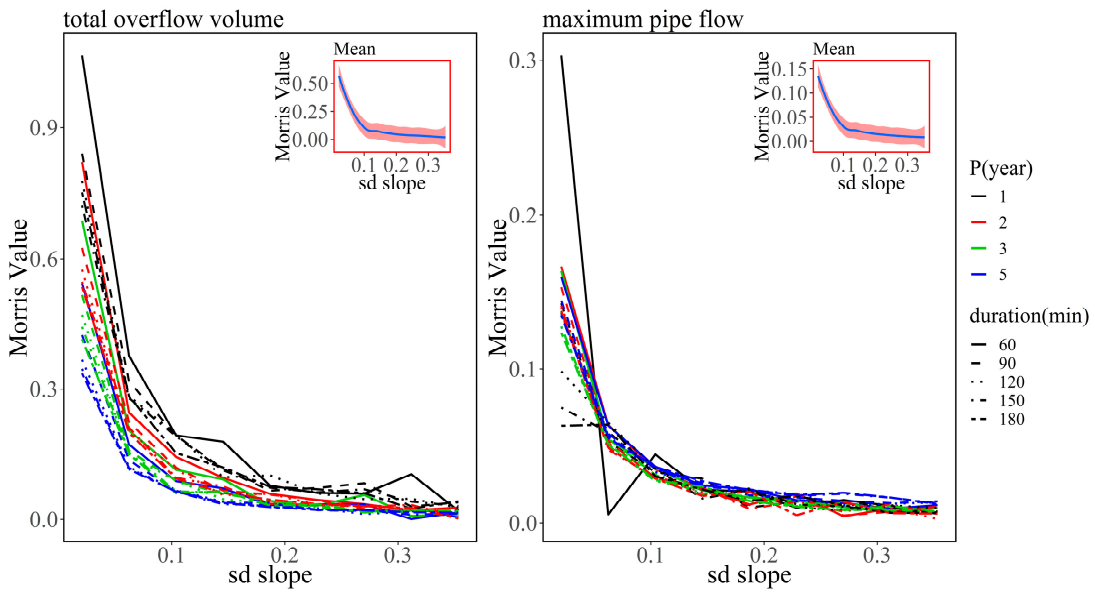 total overflow volume
maximum pipe flow
Mean
Morris Value
0.50
0.25
0.00
0.1
0.2
0.3
sd slope
Mean
Morris Value
0.15
0.10
0.05
0.00
0.1
0.2
0.3
sd slope
Morris Value
0.9
0.6
0.3
0.0
0.1
0.2
0.3
sd slope
Morris Value
0.3
0.2
0.1
0.0
0.1
0.2
0.3
sd slope
P(year)
1
2
3
5
duration(min)
60
90
120
150
180